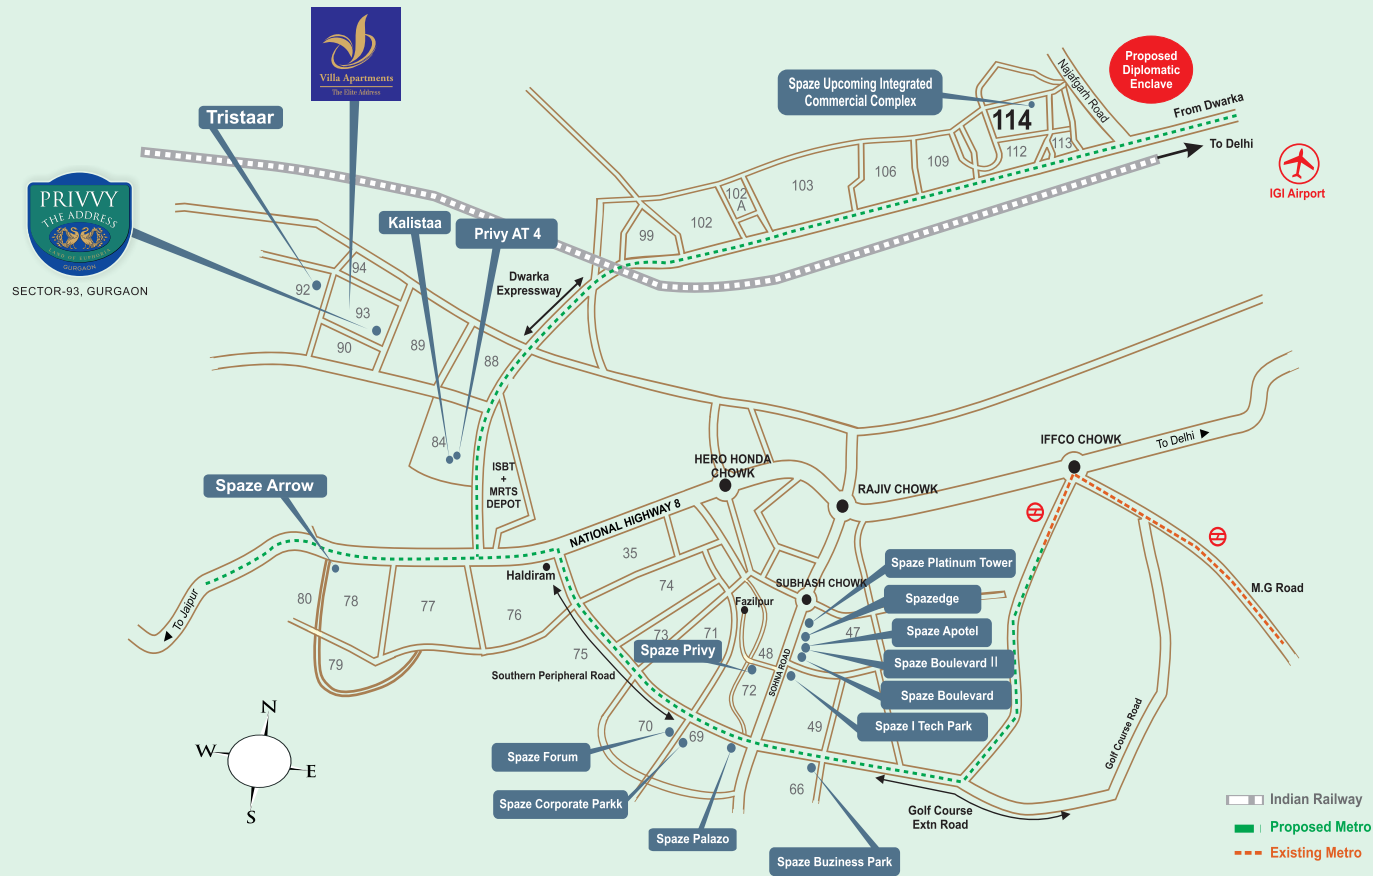 Villa Apartments
The Elite Address
Proposed
Diplomatic
Enclave
Najafgarh Road
From Dwarka
Spaze Upcoming Integrated
Commercial Complex
114
Tristaar
113
To Delhi
112
109
106
103
IGI Airport
PRIVVY
THE ADDRESS
LAND OF EUPHORIA
GURGAON
SECTOR-93, GURGAON
102
A
102
99
Kalistaa
Privy AT 4
94
92
93
90
89
88
Dwarka
Expressway
84
ISBT
+
MRTS
DEPOT
HERO HONDA
CHOWK
RAJIV CHOWK
IFFCO CHOWK
To Delhi
Spaze Arrow
NATIONAL HIGHWAY 8
35
Haldiram
74
SUBHASH CHOWK
Spaze Platinum Tower
Spazedge
Spaze Apotel
Spaze Boulevard II
Spaze Boulevard
Spaze I Tech Park
M.G Road
To Jaipur
80
78
77
76
79
75
73
71
Fazilpur
47
48
Spaze Privy
SOHNA ROAD
72
Southern Peripheral Road
70
69
49
66
Golf Course Road
Spaze Forum
Spaze Corporate Parkk
Spaze Palazo
Spaze Buziness Park
Golf Course
Extn Road
N
W
E
S
Indian Railway
Proposed Metro
Existing Metro